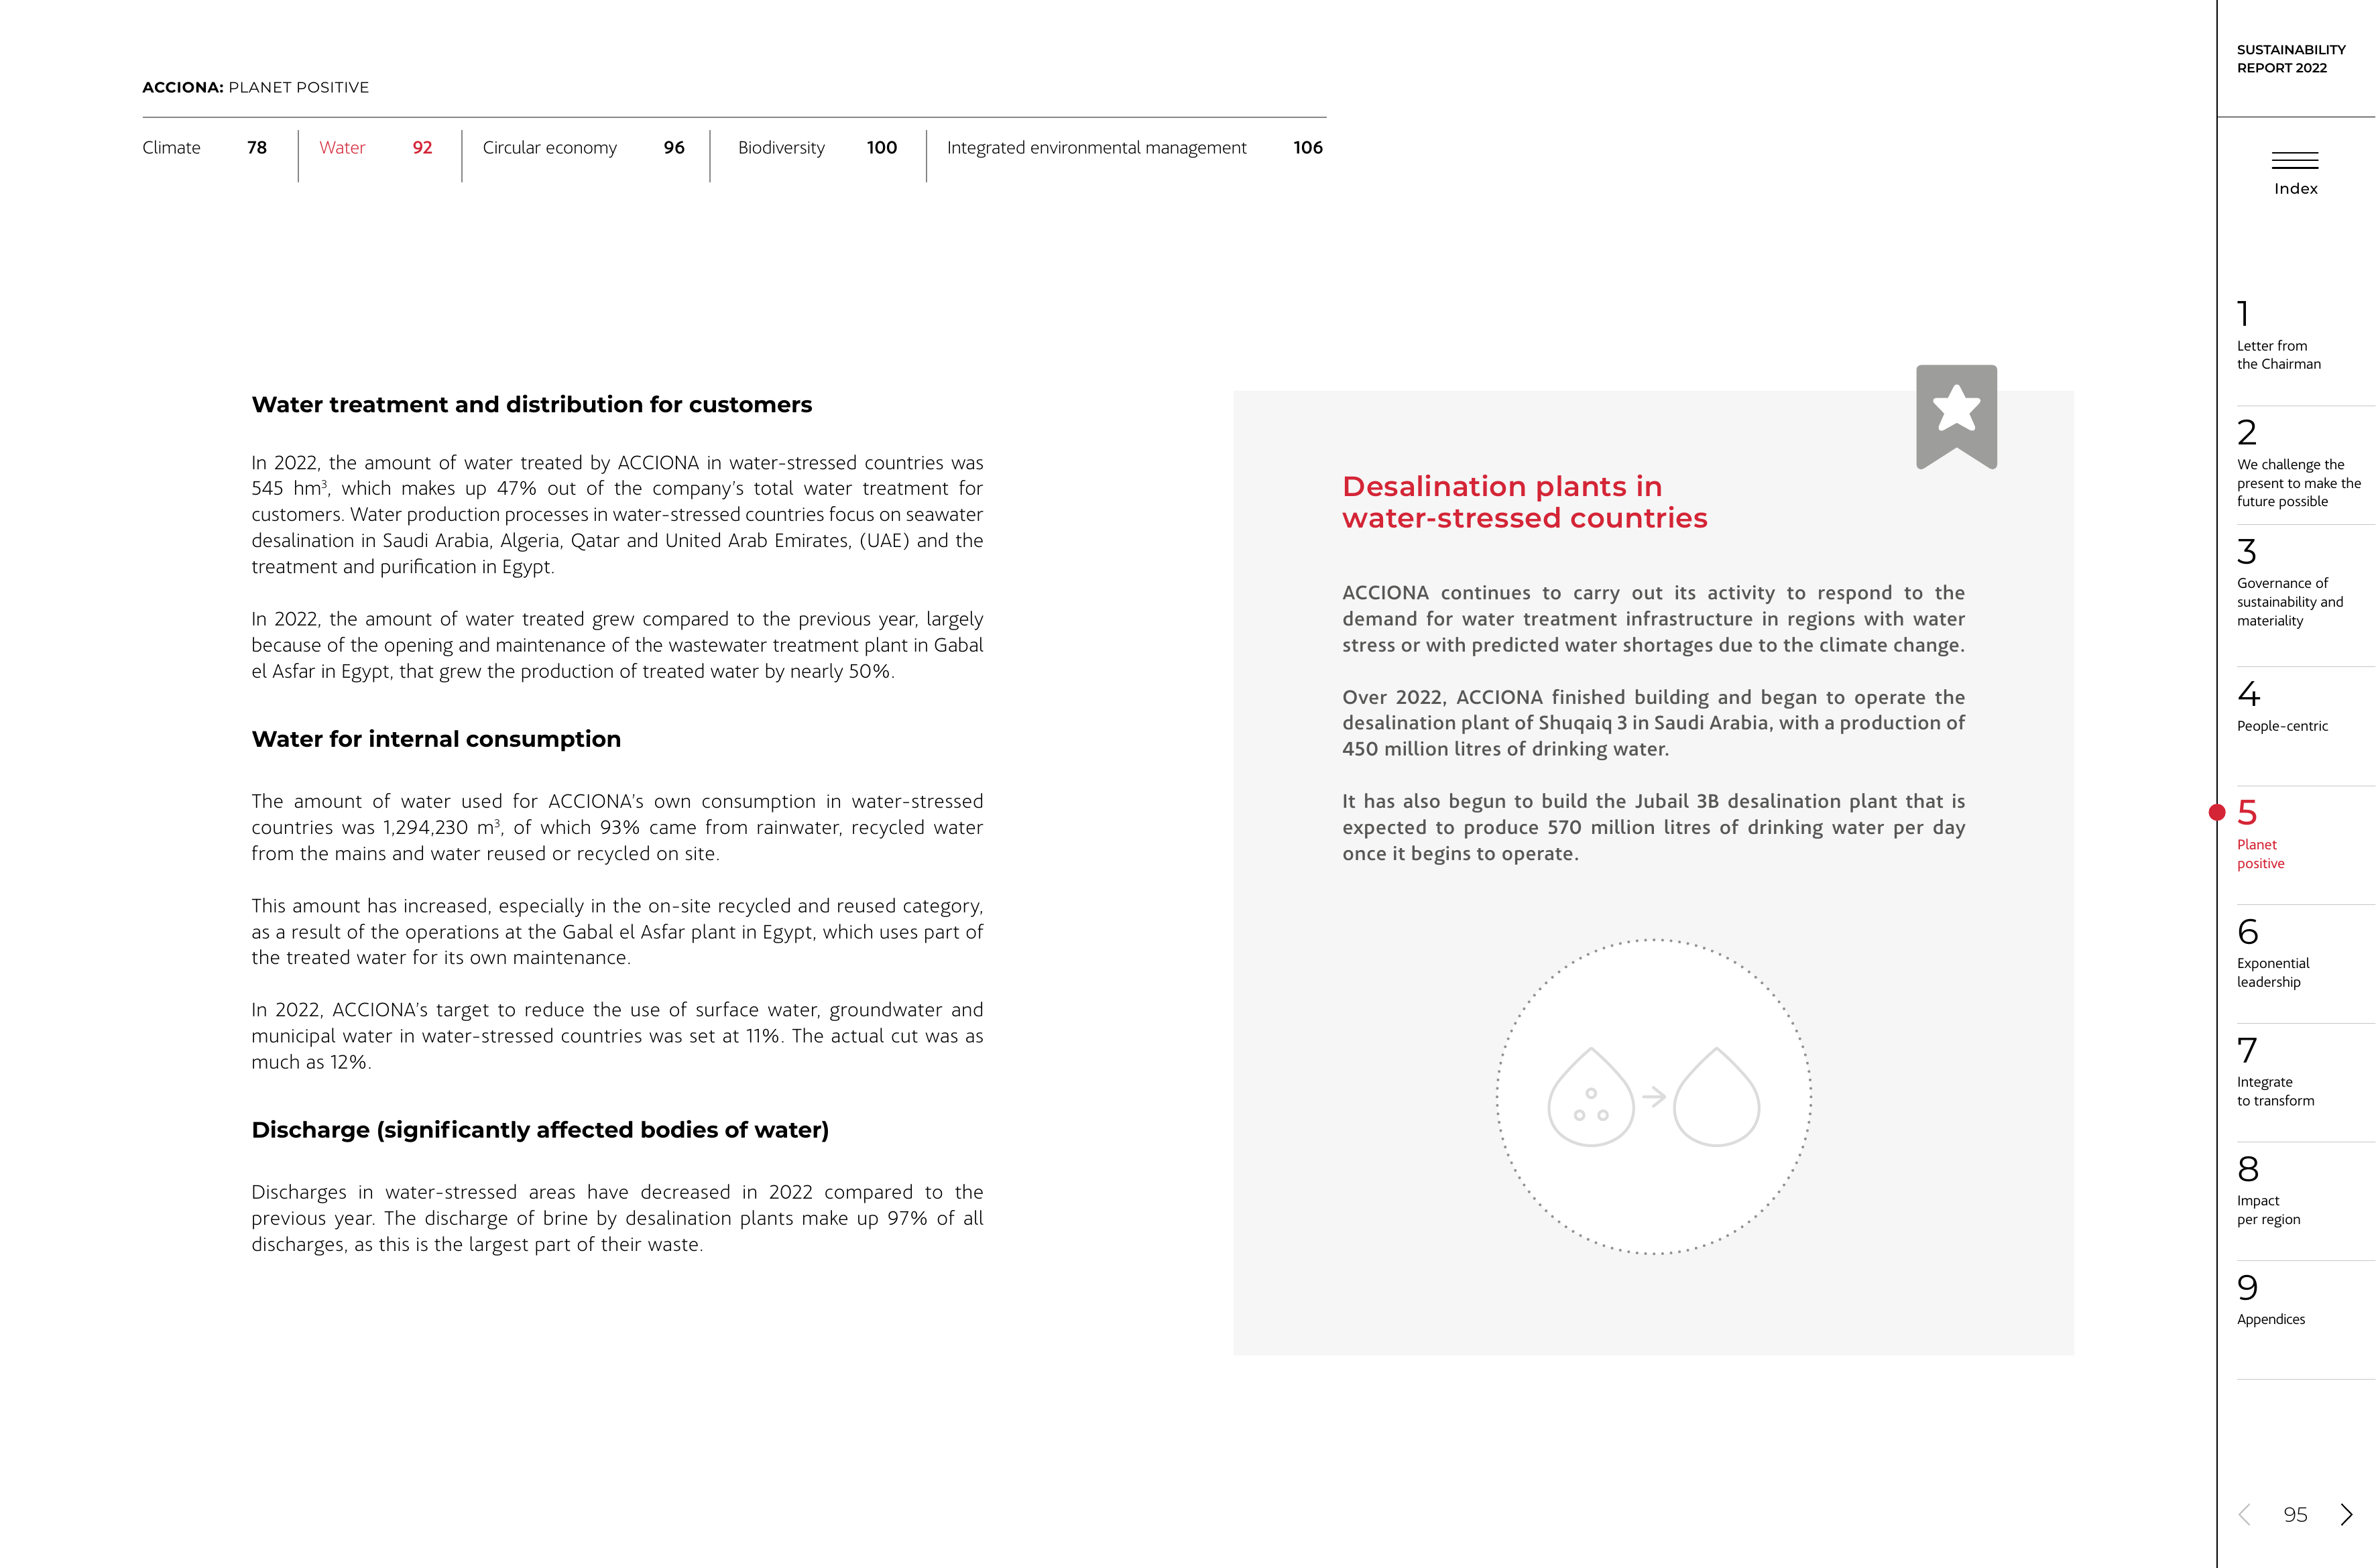 ACCIONA: PLANET POSITIVE
Climate 78
Water 92
Circular economy 96
Biodiversity 100
Integrated environmental management 106
Water treatment and distribution for customers
In 2022, the amount of water treated by ACCIONA in water-stressed countries was
545 hm³, which makes up 47% out of the company's total water treatment for
customers. Water production processes in water-stressed countries focus on seawater
desalination in Saudi Arabia, Algeria, Qatar and United Arab Emirates, (UAE) and the
treatment and purification in Egypt.
In 2022, the amount of water treated grew compared to the previous year, largely
because of the opening and maintenance of the wastewater treatment plant in Gabal
el Asfar in Egypt, that grew the production of treated water by nearly 50%.
Water for internal consumption
The amount of water used for ACCIONA's own consumption in water-stressed
countries was 1,294,230 m³, of which 93% came from rainwater, recycled water
from the mains and water reused or recycled on site.
This amount has increased, especially in the on-site recycled and reused category,
as a result of the operations at the Gabal el Asfar plant in Egypt, which uses part of
the treated water for its own maintenance.
In 2022, ACCIONA's target to reduce the use of surface water, groundwater and
municipal water in water-stressed countries was set at 11%. The actual cut was as
much as 12%.
Discharge (significantly affected bodies of water)
Discharges in water-stressed areas have decreased in 2022 compared to the
previous year. The discharge of brine by desalination plants make up 97% of all
discharges, as this is the largest part of their waste.
Desalination plants in
water-stressed countries
ACCIONA continues to carry out its activity to respond to the
demand for water treatment infrastructure in regions with water
stress or with predicted water shortages due to the climate change.
Over 2022, ACCIONA finished building and began to operate the
desalination plant of Shuqaiq 3 in Saudi Arabia, with a production of
450 million litres of drinking water.
It has also begun to build the Jubail 3B desalination plant that is
expected to produce 570 million litres of drinking water per day
once it begins to operate.
SUSTAINABILITY
REPORT 2022
Index
1
Letter from
the Chairman
2
We challenge the
present to make the
future possible
3
Governance of
sustainability and
materiality
4
People-centric
5
Planet
positive
6
Exponential
leadership
7
Integrate
to transform
8
Impact
per region
9
Appendices
95